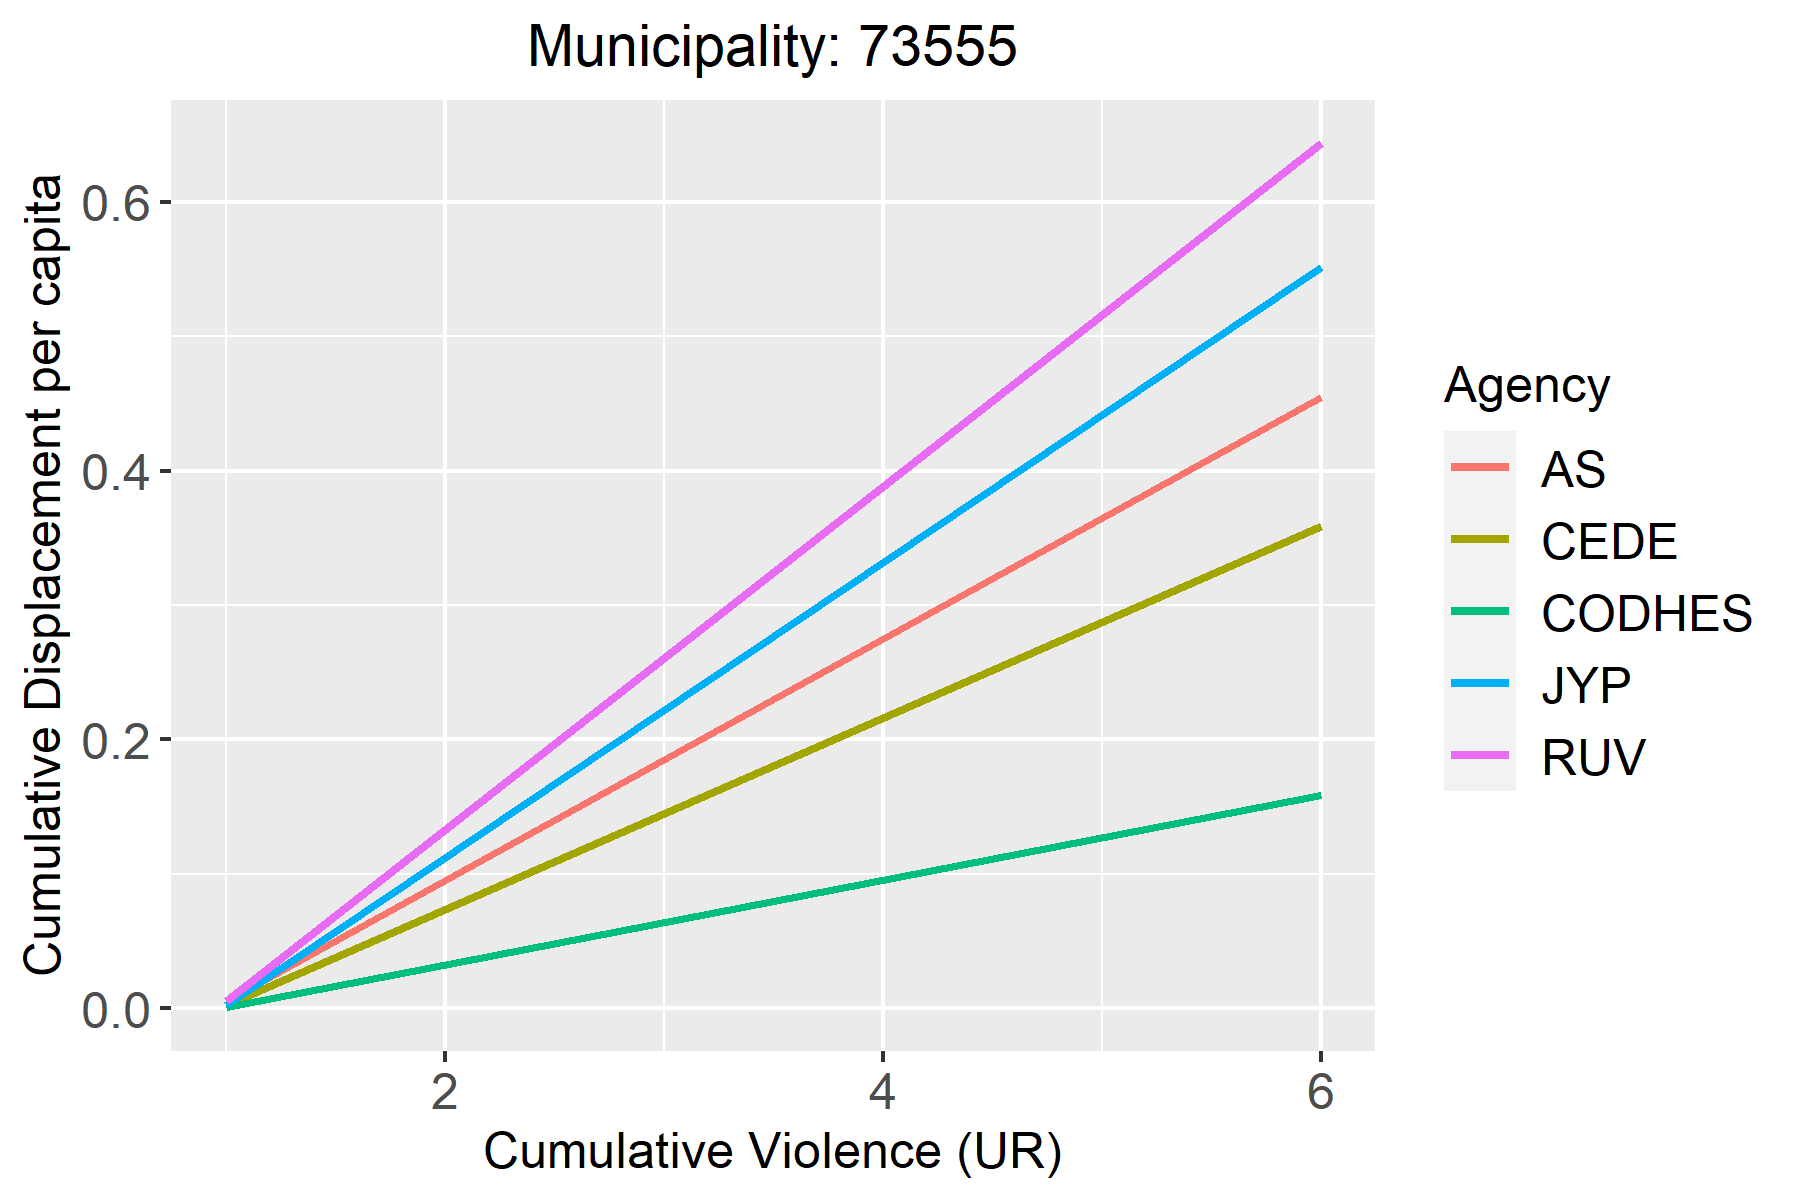 Municipality: 73555
Cumulative Displacement per capita
0.6
0.4
0.2
0.0
2
4
6
Cumulative Violence (UR)
Agency
AS
CEDE
CODHES
JYP
RUV